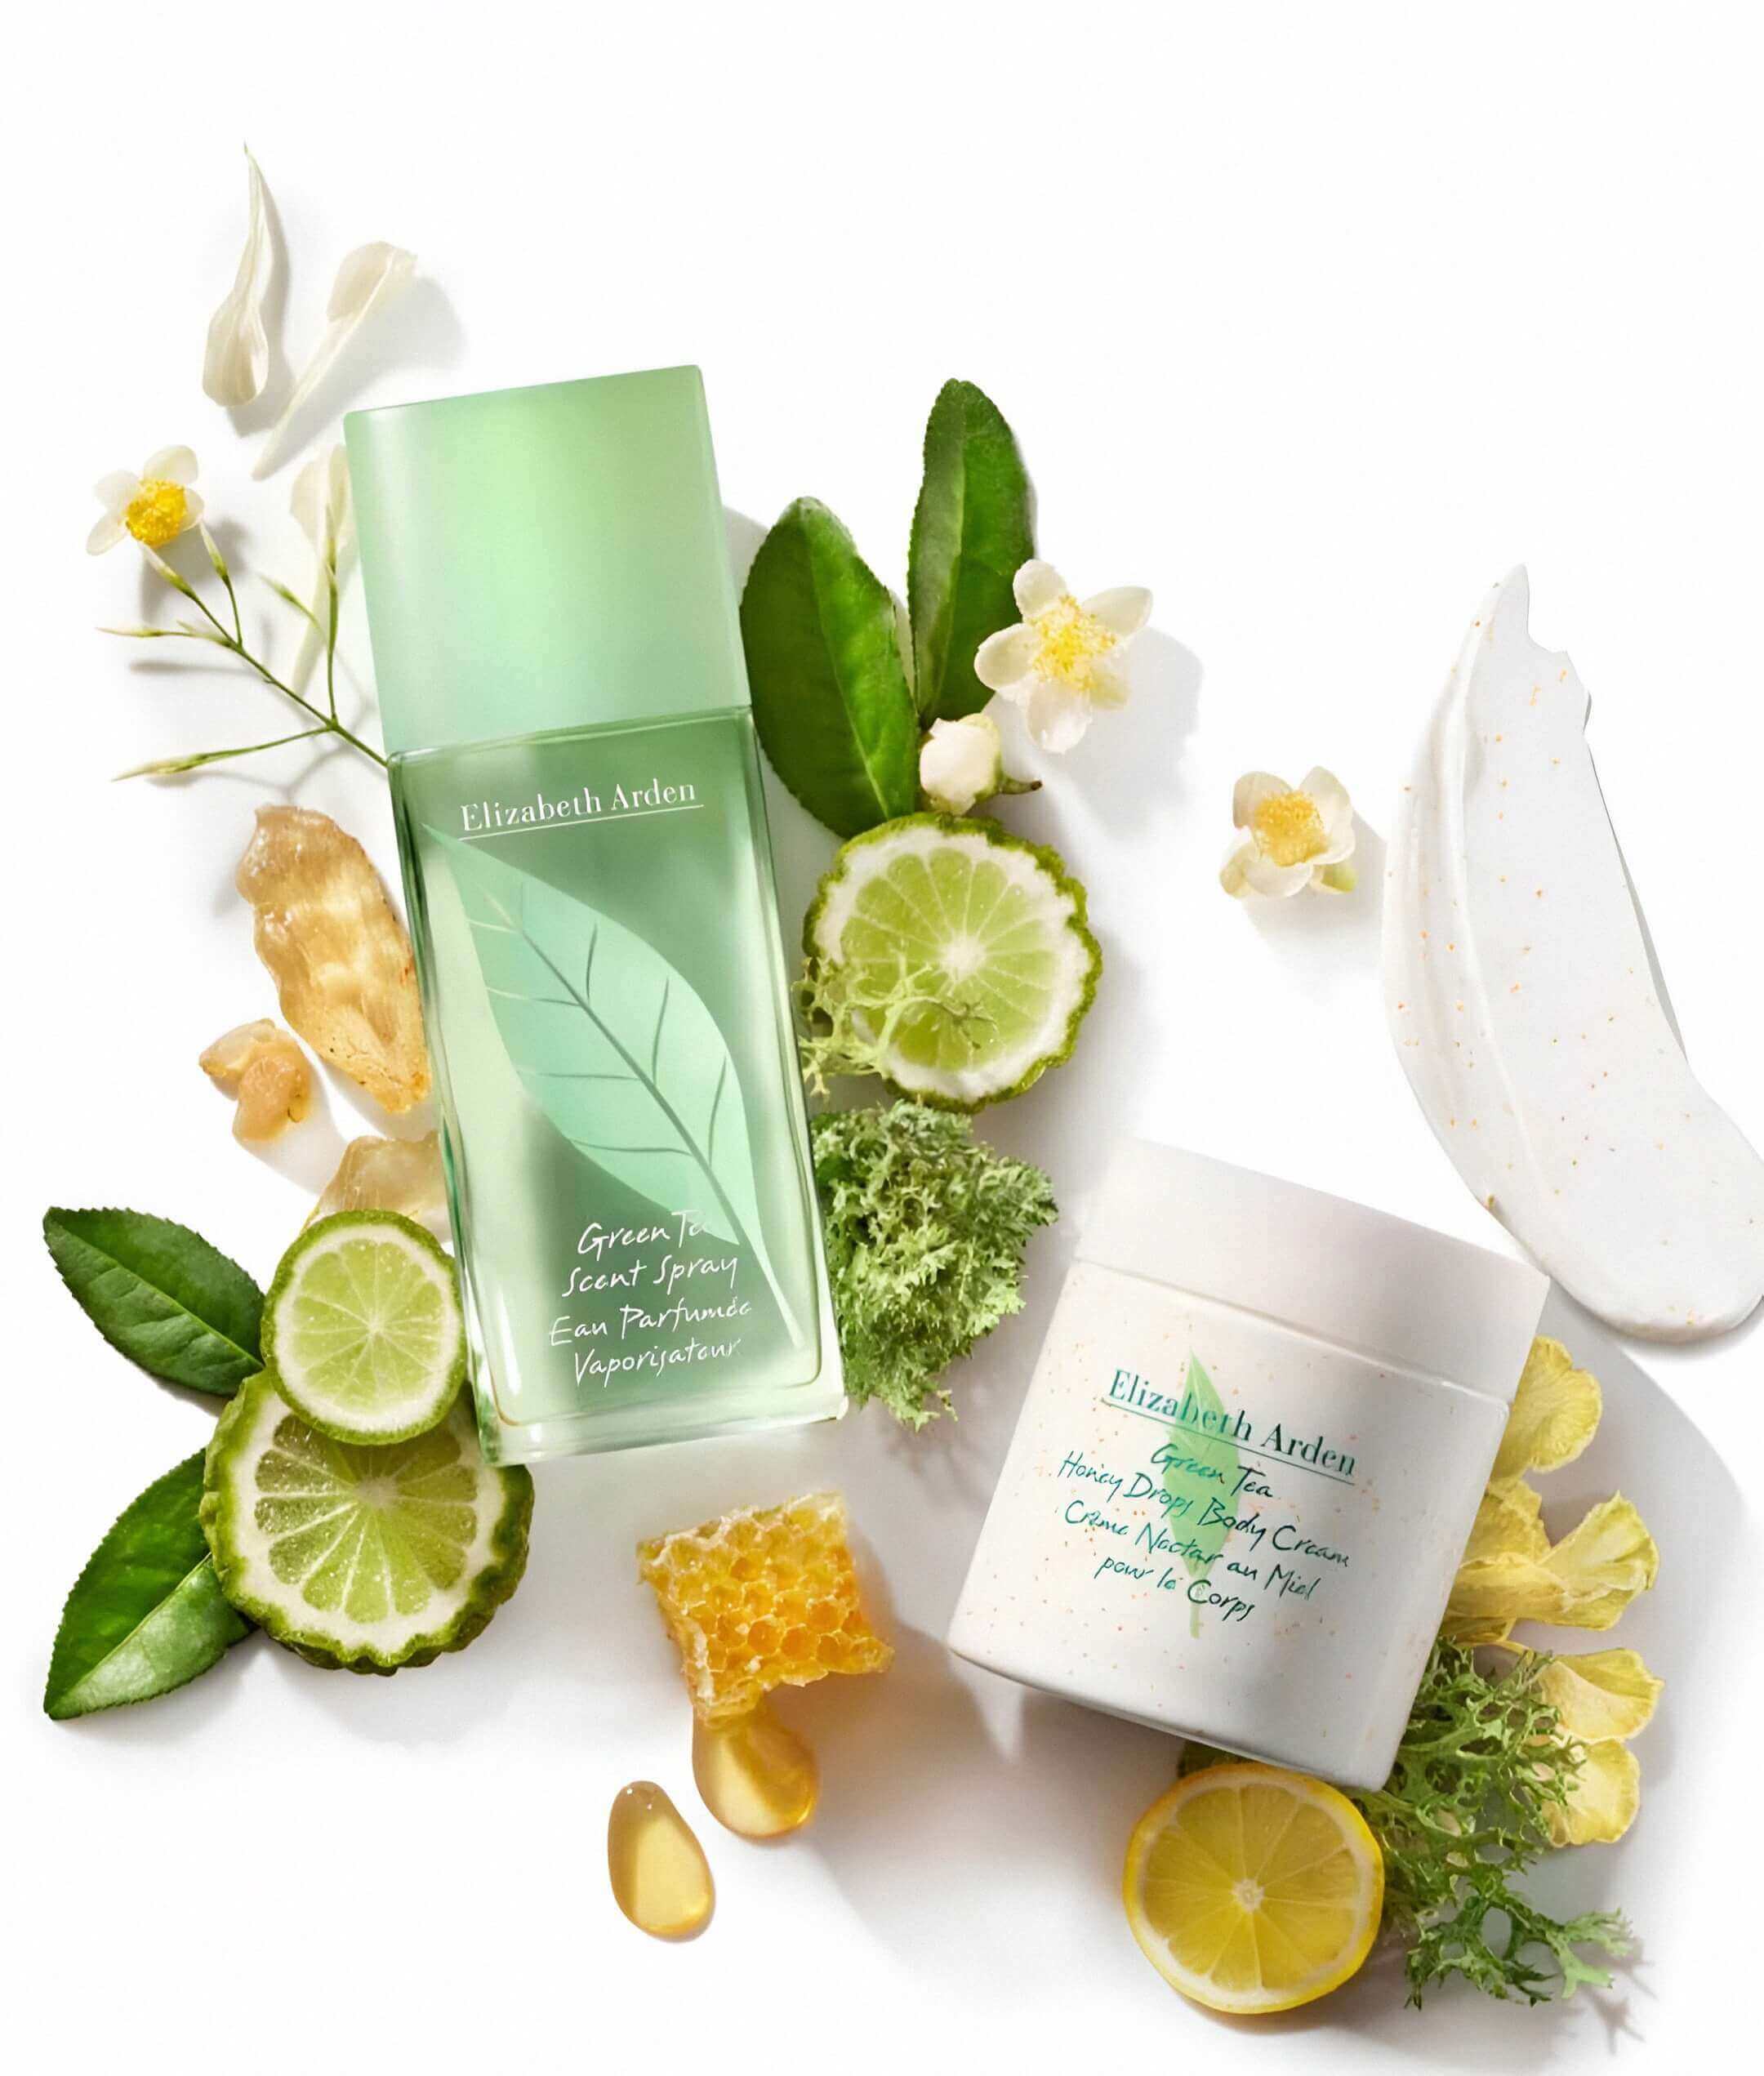 Elizabeth Arden
Green Te
Scent Spray
Eau Parfumée
Vaporisateur
Elizabeth Arden
Green Tea
Honey Drops Body Cream
Crème Nectar au Miel
pour le Corps